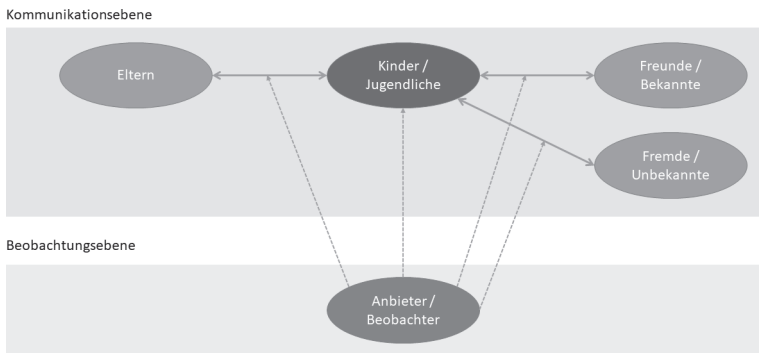 Kommunikationsebene
Eltern
Kinder /
Jugendliche
Freunde /
Bekannte
Fremde /
Unbekannte
Beobachtungsebene
Anbieter /
Beobachter